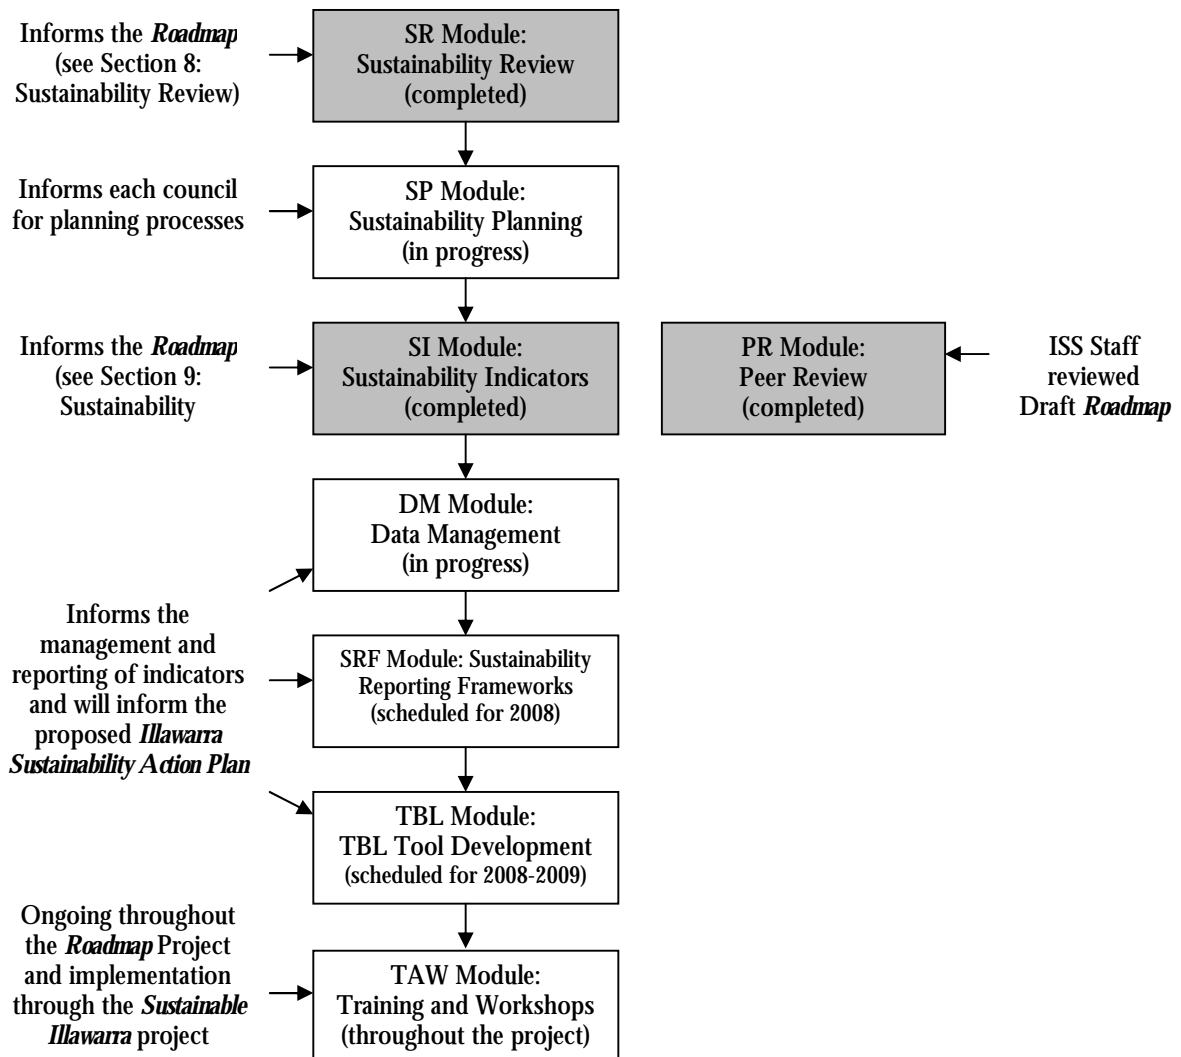 Informs the Roadmap
(see Section 8:
Sustainability Review)
SR Module:
Sustainability Review
(completed)
Informs each council
for planning processes
SP Module:
Sustainability Planning
(in progress)
Informs the Roadmap
(see Section 9:
Sustainability
SI Module:
Sustainability Indicators
(completed)
PR Module:
Peer Review
(completed)
ISS Staff
reviewed
Draft Roadmap
DM Module:
Data Management
(in progress)
Informs the
management and
reporting of indicators
and will inform the
proposed Illawarra
Sustainability Action Plan
SRF Module: Sustainability
Reporting Frameworks
(scheduled for 2008)
TBL Module:
TBL Tool Development
(scheduled for 2008-2009)
Ongoing throughout
the Roadmap Project
and implementation
through the Sustainable
Illawarra project
TAW Module:
Training and Workshops
(throughout the project)